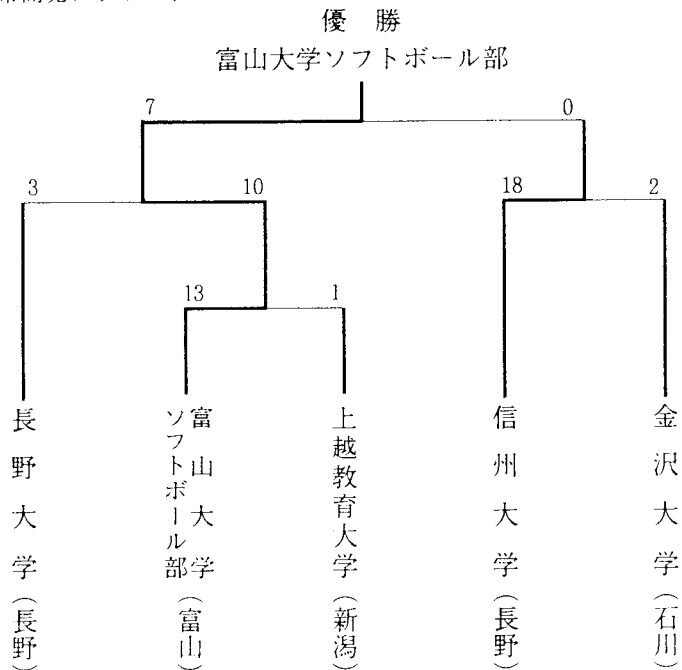 優勝
富山大学ソフトボール部
7
0
3
10
18
2
13
1
長野大学(長野)
富山大学ソフトボール部(富山)
上越教育大学(新潟)
信州大学(長野)
金沢大学(石川)